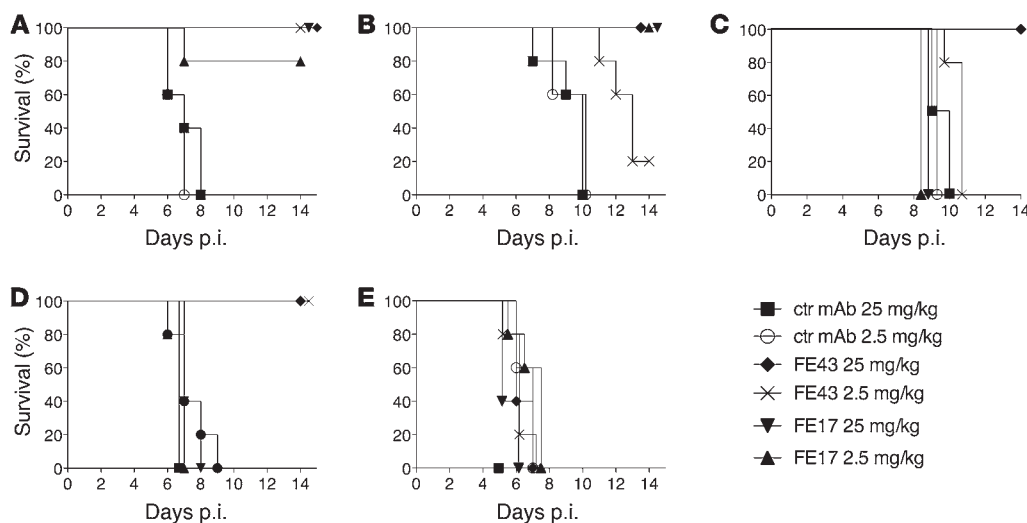 A
B
C
Survival (%)
100
80
60
40
20
0
0 2 4 6 8 10 12 14
Days p.i.
100
80
60
40
20
0
0 2 4 6 8 10 12 14
Days p.i.
100
80
60
40
20
0
0 2 4 6 8 10 12 14
Days p.i.
D
E
Survival (%)
100
80
60
40
20
0
0 2 4 6 8 10 12 14
Days p.i.
100
80
60
40
20
0
0 2 4 6 8 10 12 14
Days p.i.
ctr mAb 25 mg/kg
ctr mAb 2.5 mg/kg
FE43 25 mg/kg
FE43 2.5 mg/kg
FE17 25 mg/kg
FE17 2.5 mg/kg